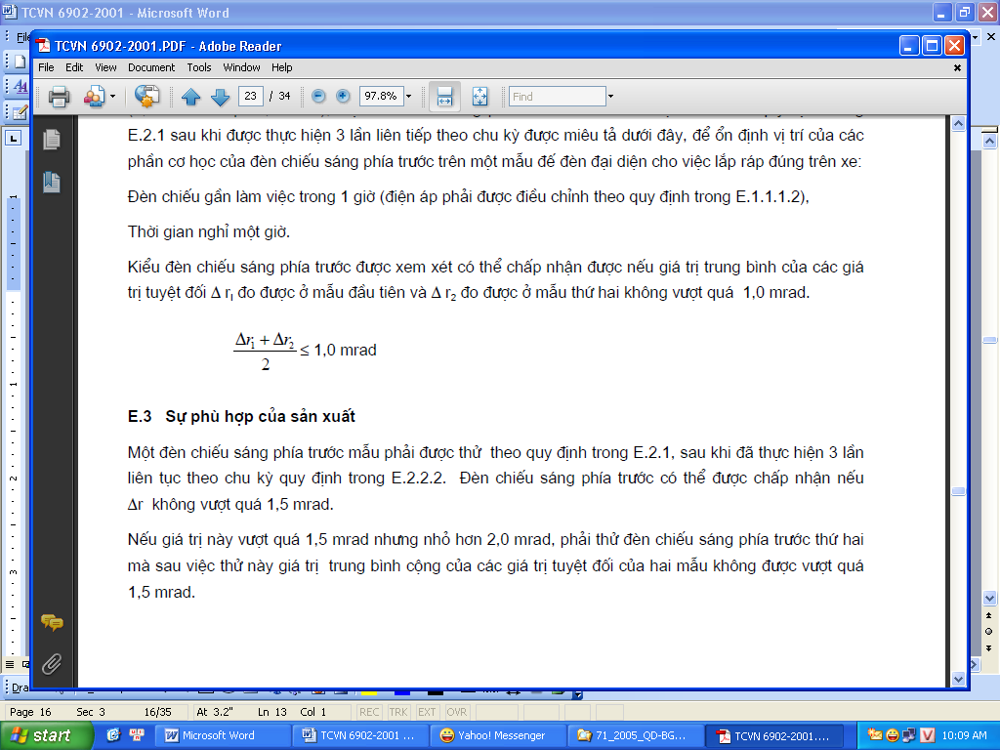 TCVN 6902-2001 - Microsoft Word
TCVN 6902-2001.PDF - Adobe Reader
File Edit View Document Tools Window Help
23 / 34 97.8% Find
E.2.1 sau khi được thực hiện 3 lần liên tiếp theo chu kỳ được miêu tả dưới đây, để ổn định vị trí của các
phần cơ học của đèn chiếu sáng phía trước trên một mẫu đế đèn đại diện cho việc lắp ráp đúng trên xe:
Đèn chiếu gần làm việc trong 1 giờ (điện áp phải được điều chỉnh theo quy định trong E.1.1.1.2),
Thời gian nghỉ một giờ.
Kiểu đèn chiếu sáng phía trước được xem xét có thể chấp nhận được nếu giá trị trung bình của các giá
trị tuyệt đối Δ rI đo được ở mẫu đầu tiên và Δ r2 đo được ở mẫu thứ hai không vượt quá 1,0 mrad.
Δr1 + Δr2
≤ 1,0 mrad
2
E.3 Sự phù hợp của sản xuất
Một đèn chiếu sáng phía trước mẫu phải được thử theo quy định trong E.2.1, sau khi đã thực hiện 3 lần
liên tục theo chu kỳ quy định trong E.2.2.2. Đèn chiếu sáng phía trước có thể được chấp nhận nếu
Δr không vượt quá 1,5 mrad.
Nếu giá trị này vượt quá 1,5 mrad nhưng nhỏ hơn 2,0 mrad, phải thử đèn chiếu sáng phía trước thứ hai
mà sau việc thử này giá trị trung bình cộng của các giá trị tuyệt đối của hai mẫu không được vượt quá
1,5 mrad.
Page 16 Sec 3 16/35 At 3.2" Ln 13 Col 1 REC TRK EXT OVR
start Microsoft Word TCVN 6902-2001 ... Yahoo! Messenger 71_2005_QD-BG... TCVN 6902-2001.... 10:09 AM